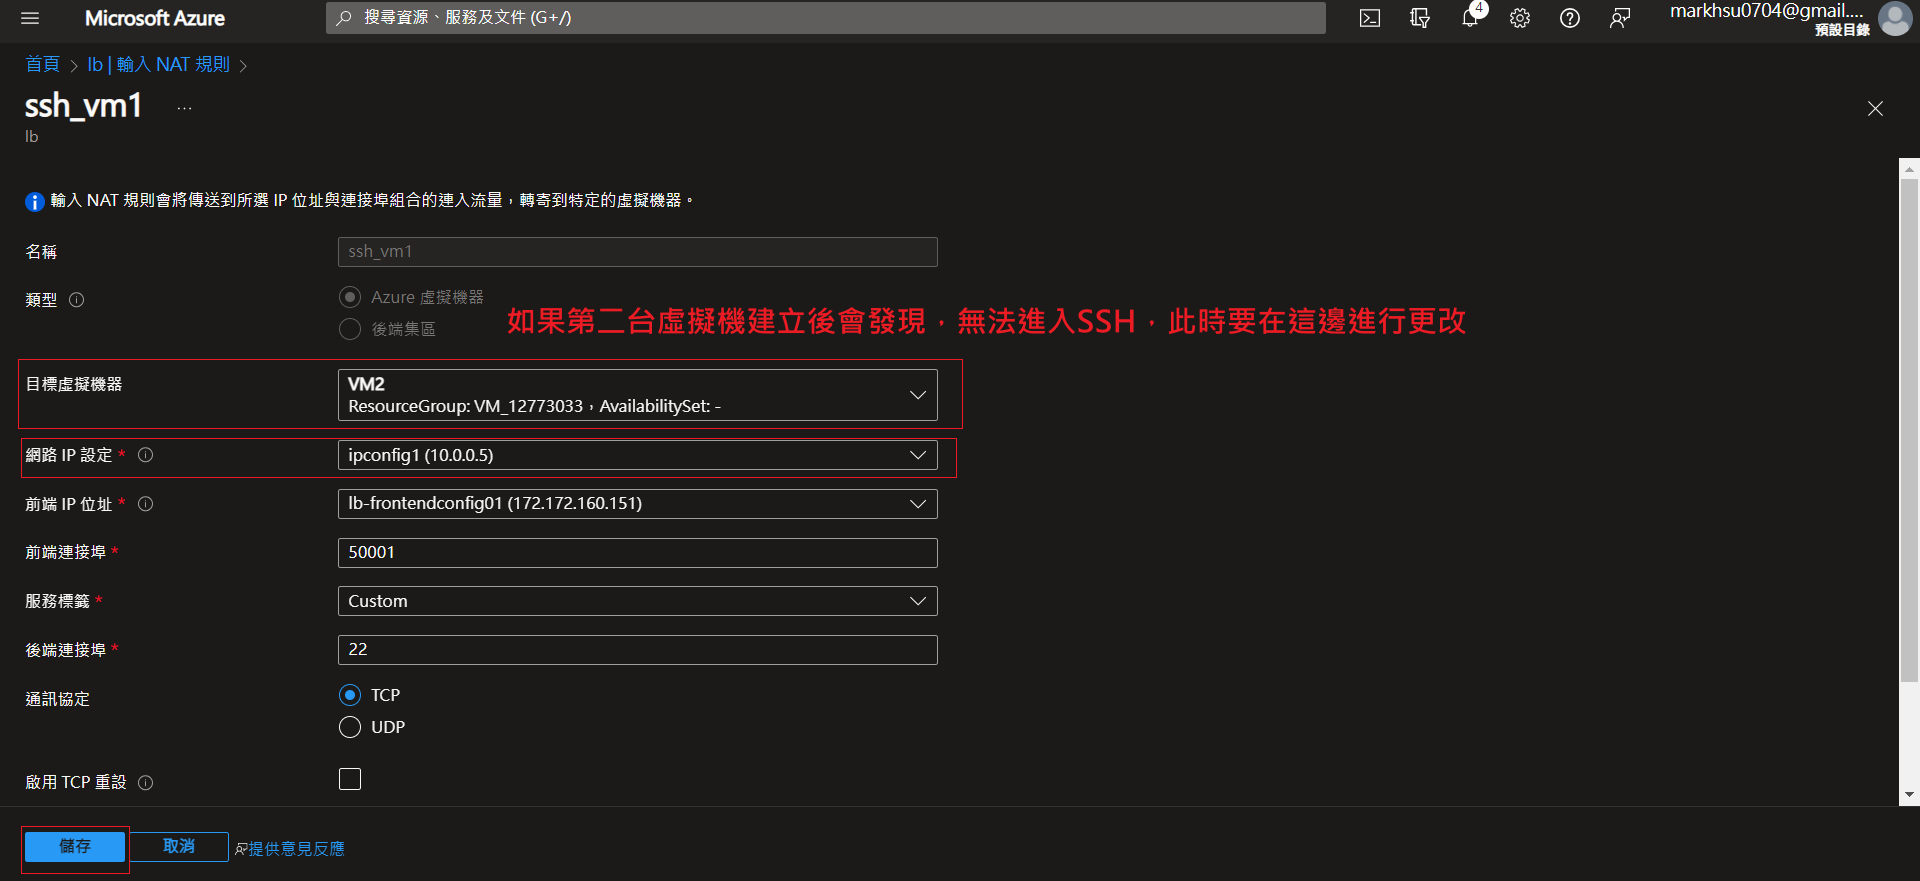 Microsoft Azure
搜尋資源、服務及文件 (G+/)
4
markhsu0704@gmail....
預設目錄
首頁 > lb | 輸入 NAT 規則 >
ssh_vm1 ...
lb
輸入 NAT 規則會將傳送到所選 IP 位址與連接埠組合的連入流量，轉寄到特定的虛擬機器。
名稱
ssh_vm1
類型
Azure 虛擬機器
後端集區
如果第二台虛擬機建立後會發現，無法進入SSH，此時要在這邊進行更改
目標虛擬機器
VM2
ResourceGroup: VM_12773033，AvailabilitySet: -
網路 IP 設定 *
ipconfig1 (10.0.0.5)
前端 IP 位址 *
lb-frontendconfig01 (172.172.160.151)
前端連接埠 *
50001
服務標籤 *
Custom
後端連接埠 *
22
通訊協定
TCP
UDP
啟用 TCP 重設
儲存
取消
提供意見反應